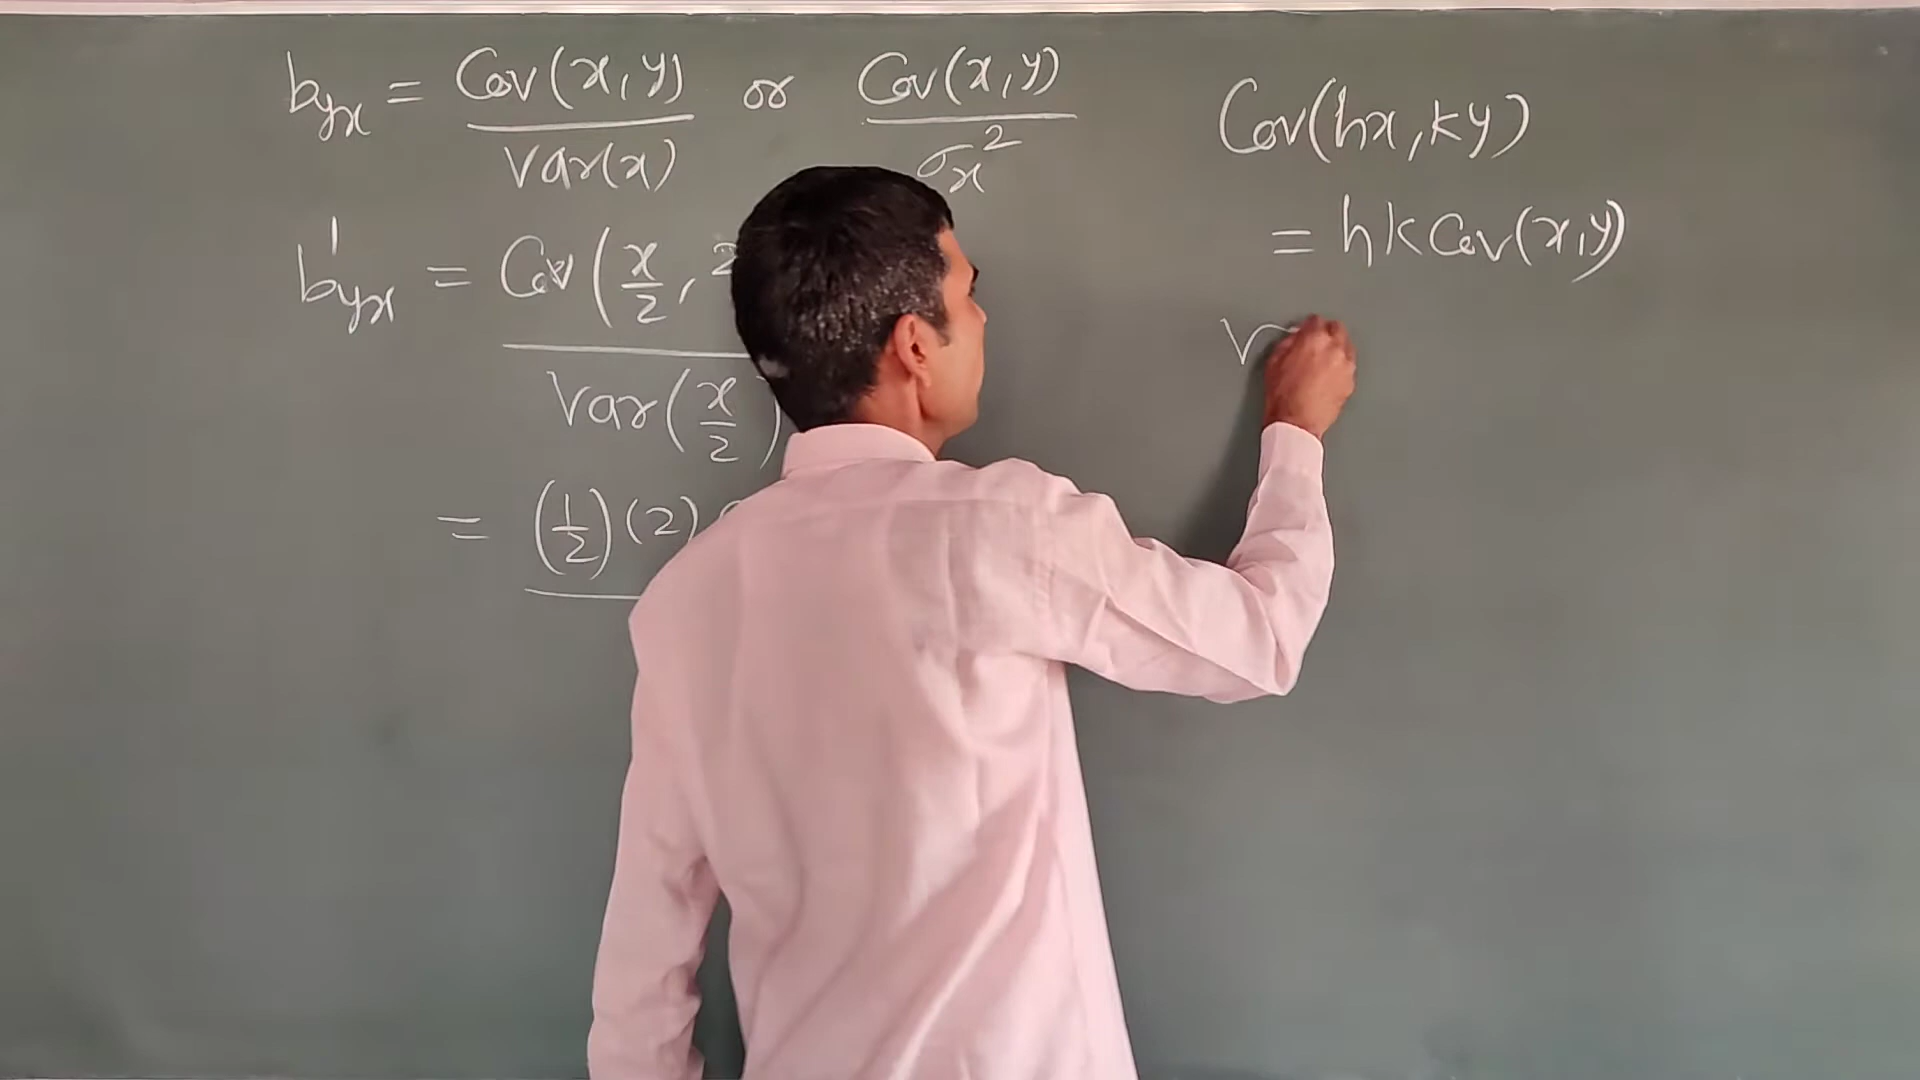 b_yx = Cov(x,y) / Var(x) or Cov(x,y) / σ_x²
b'_yx = Cov(x/2, 2 / Var(x/2)
= (1/2)(2)
Cov(hx, ky)
= hk Cov(x,y)
V